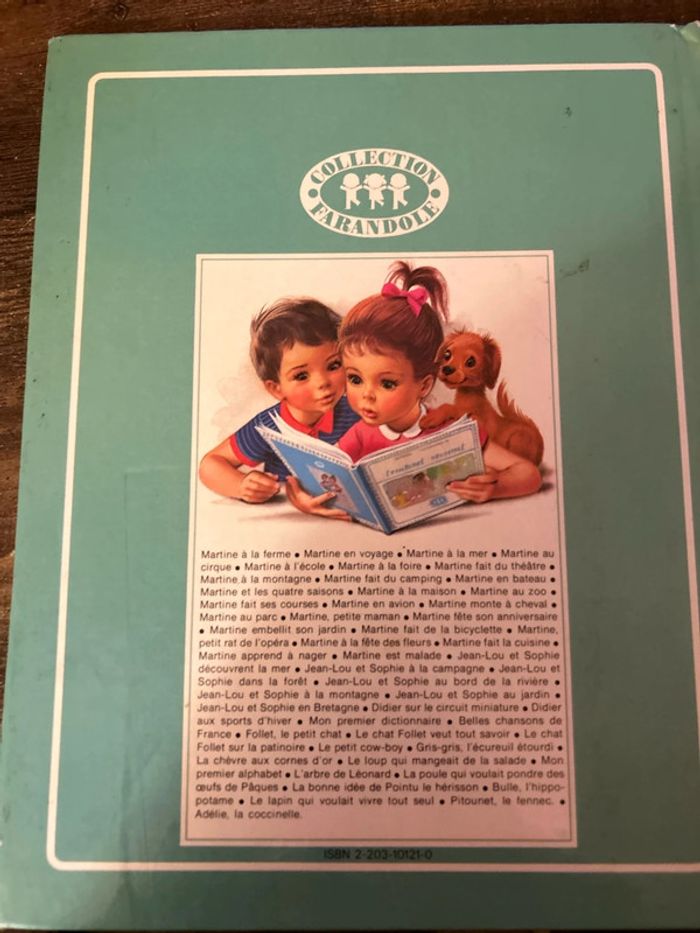 COLLECTION
FARANDOLE
Martine à la ferme • Martine en voyage • Martine à la mer • Martine au
cirque • Martine à l'école • Martine à la foire • Martine fait du théâtre •
Martine à la montagne • Martine fait du camping • Martine en bateau •
Martine et les quatre saisons • Martine à la maison • Martine au zoo •
Martine fait ses courses • Martine en avion • Martine monte à cheval •
Martine au parc • Martine, petite maman • Martine fête son anniversaire
• Martine embellit son jardin • Martine fait de la bicyclette • Martine,
petit rat de l'opéra • Martine à la fête des fleurs • Martine fait la cuisine •
Martine apprend à nager • Martine est malade • Jean-Lou et Sophie
découvrent la mer • Jean-Lou et Sophie à la campagne • Jean-Lou et
Sophie dans la forêt • Jean-Lou et Sophie au bord de la rivière •
Jean-Lou et Sophie à la montagne • Jean-Lou et Sophie au jardin •
Jean-Lou et Sophie en Bretagne • Didier sur le circuit miniature • Didier
aux sports d'hiver • Mon premier dictionnaire • Belles chansons de
France • Follet, le petit chat • Le chat Follet veut tout savoir • Le chat
Follet sur la patinoire • Le petit cow-boy • Gris-gris, l'écureuil étourdi •
La chèvre aux cornes d'or • Le loup qui mangeait de la salade • Mon
premier alphabet • L'arbre de Léonard • La poule qui voulait pondre des
œufs de Pâques • La bonne idée de Pointu le hérisson • Bulle, l'hippo-
potame • Le lapin qui voulait vivre tout seul • Pitounet, le fennec. •
Adélie, la coccinelle.
ISBN 2-203-10121-0